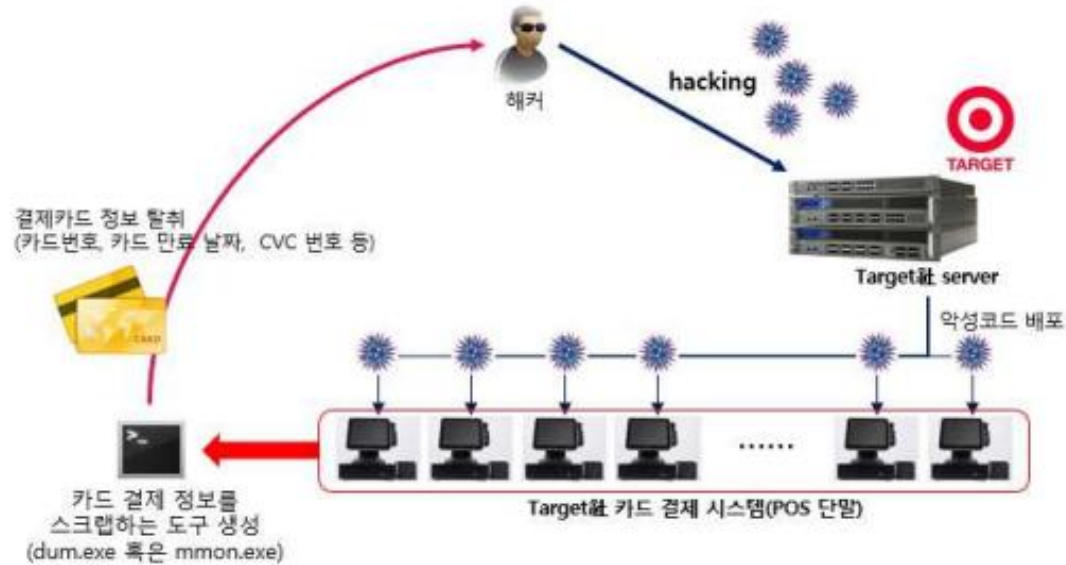 해커
hacking
TARGET
결제카드 정보 탈취
(카드번호, 카드 만료 날짜, CVC 번호 등)
CARD
Target社 server
악성코드 배포
>_
......
Target社 카드 결제 시스템(POS 단말)
카드 결제 정보를
스크랩하는 도구 생성
(dum.exe 혹은 mmon.exe)